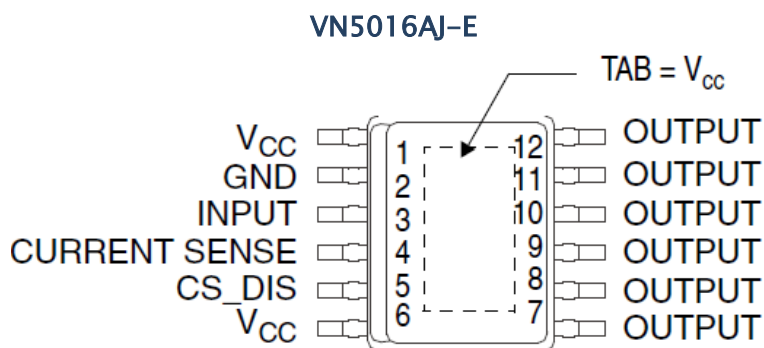 VN5016AJ-E
TAB = VCC
VCC 1 12 OUTPUT
GND 2 11 OUTPUT
INPUT 3 10 OUTPUT
CURRENT SENSE 4 9 OUTPUT
CS_DIS 5 8 OUTPUT
VCC 6 7 OUTPUT